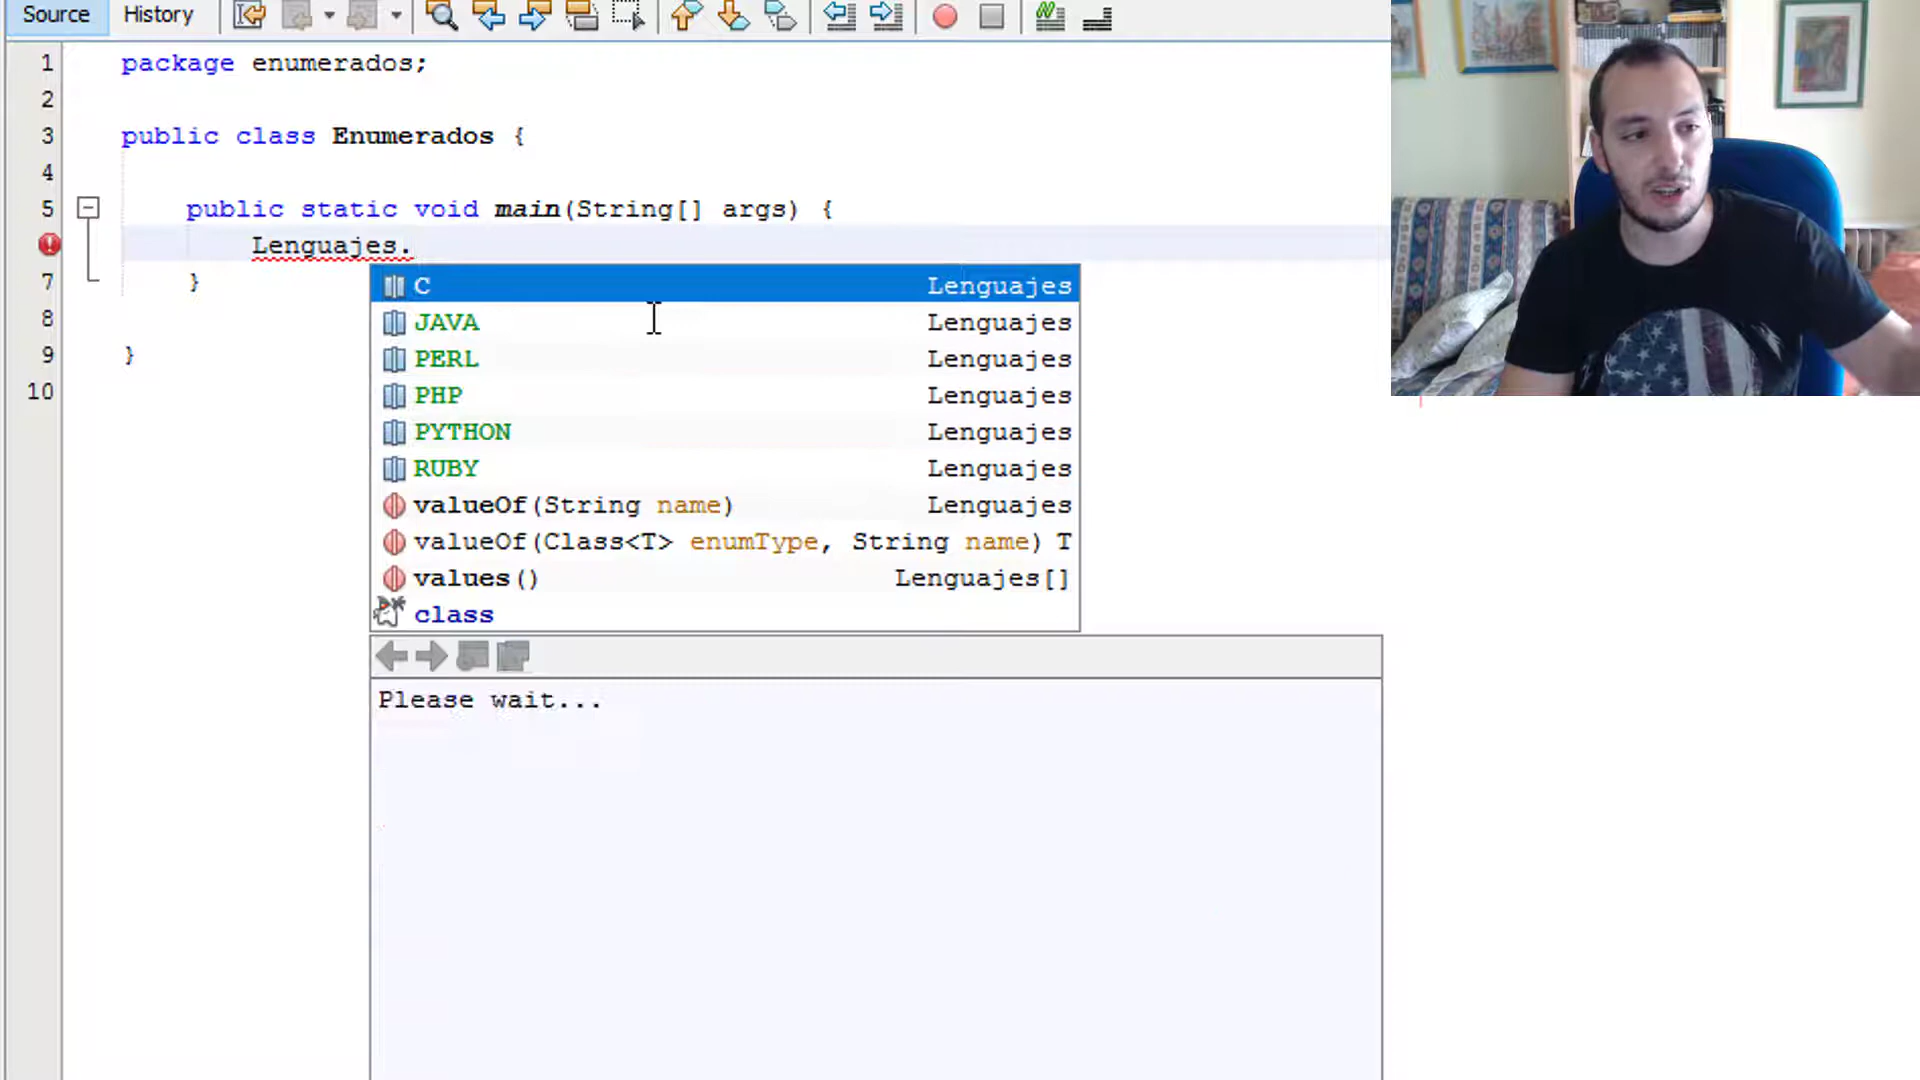 Source History
1 package enumerados;
2
3 public class Enumerados {
4
5 public static void main(String[] args) {
Lenguajes.
7 }
8
9 }
10
C Lenguajes
JAVA Lenguajes
PERL Lenguajes
PHP Lenguajes
PYTHON Lenguajes
RUBY Lenguajes
valueOf(String name) Lenguajes
valueOf(Class<T> enumType, String name) T
values() Lenguajes[]
class
Please wait...